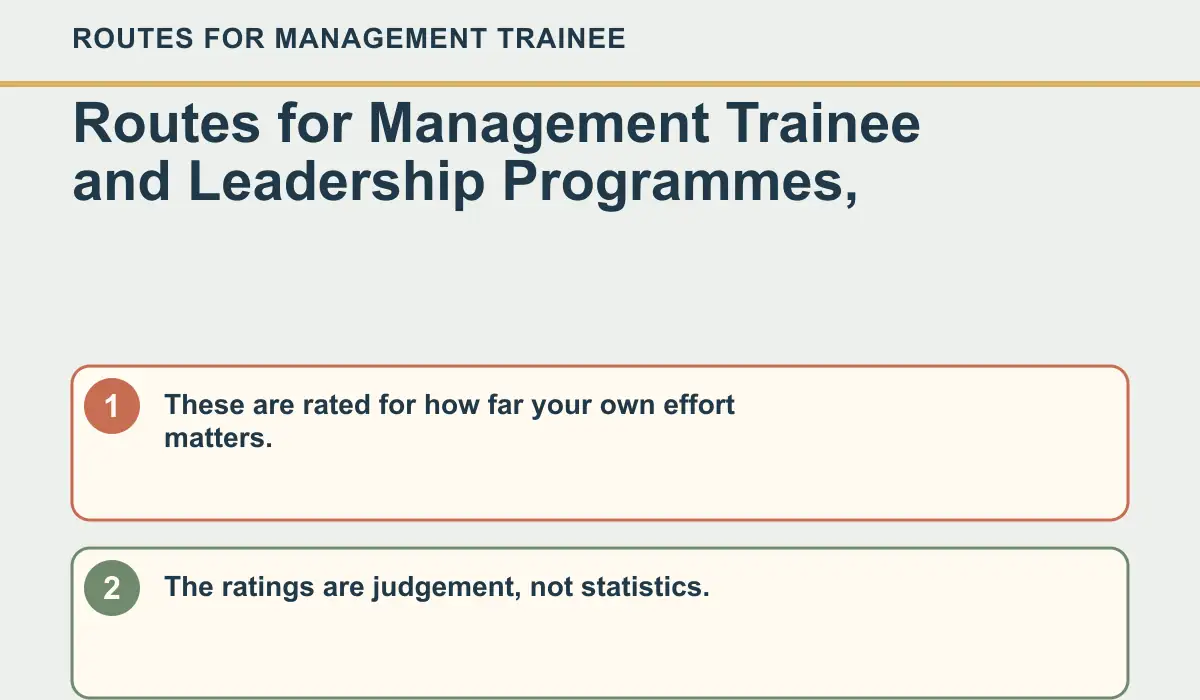 ROUTES FOR MANAGEMENT TRAINEE
Routes for Management Trainee
and Leadership Programmes,
1
These are rated for how far your own effort
matters.
2
The ratings are judgement, not statistics.